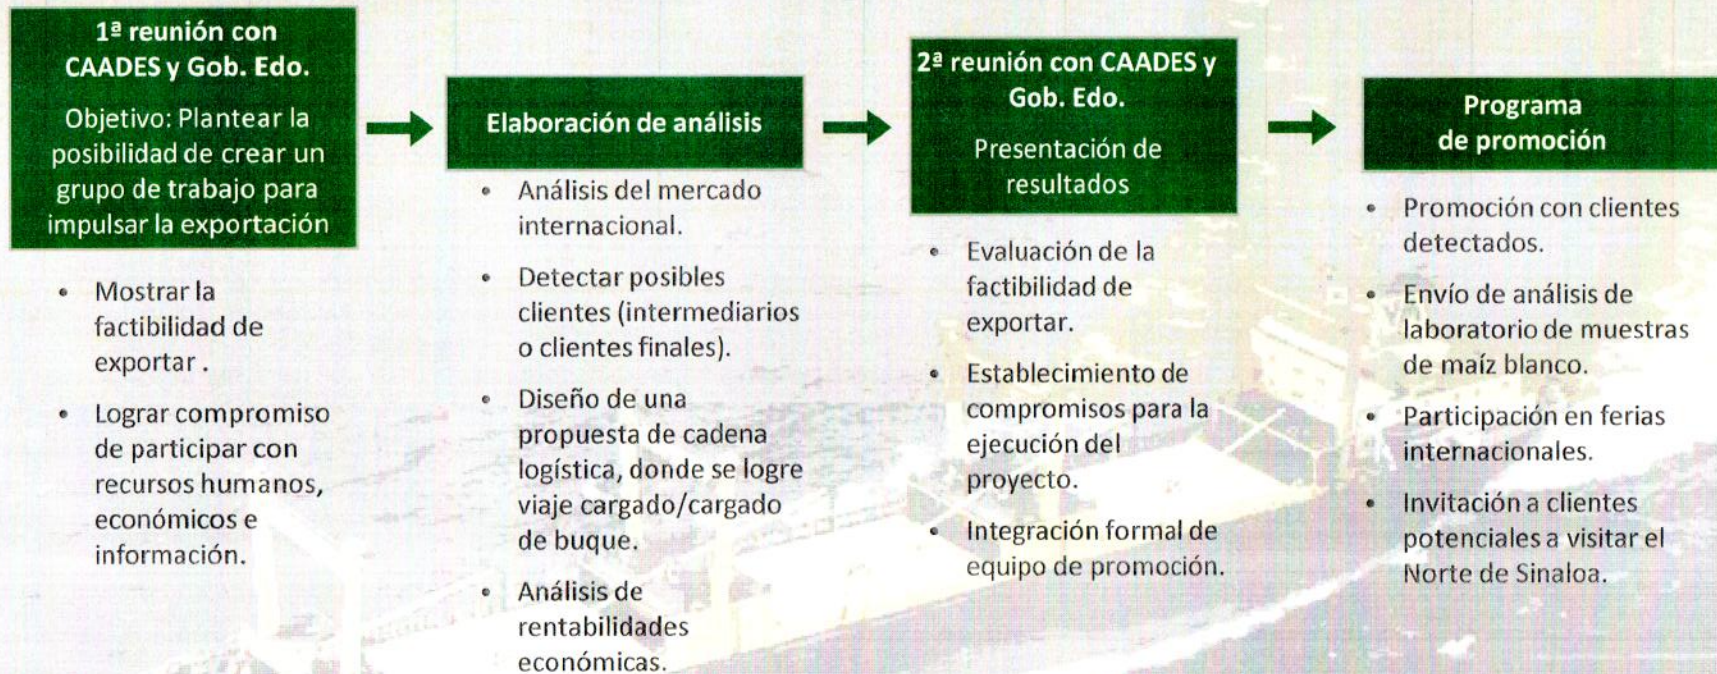 1ª reunión con
CAADES y Gob. Edo.
Objetivo: Plantear la
posibilidad de crear un
grupo de trabajo para
impulsar la exportación
• Mostrar la
factibilidad de
exportar .
• Lograr compromiso
de participar con
recursos humanos,
económicos e
información.
Elaboración de análisis
• Análisis del mercado
internacional.
• Detectar posibles
clientes (intermediarios
o clientes finales).
• Diseño de una
propuesta de cadena
logística, donde se logre
viaje cargado/cargado
de buque.
• Análisis de
rentabilidades
económicas.
2ª reunión con CAADES y
Gob. Edo.
Presentación de
resultados
• Evaluación de la
factibilidad de
exportar.
• Establecimiento de
compromisos para la
ejecución del
proyecto.
• Integración formal de
equipo de promoción.
Programa
de promoción
• Promoción con clientes
detectados.
• Envío de análisis de
laboratorio de muestras
de maíz blanco.
• Participación en ferias
internacionales.
• Invitación a clientes
potenciales a visitar el
Norte de Sinaloa.